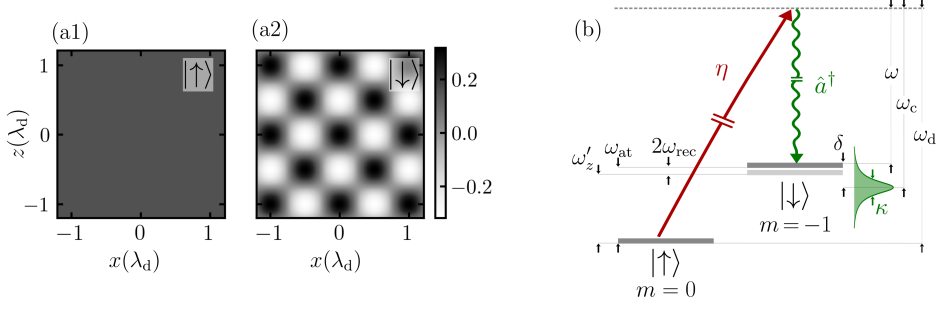 (a1)
1
0
−1
−1
0
1
z(λd)
x(λd)
|↑⟩
(a2)
−1
0
1
x(λd)
|↓⟩
0.2
0.0
−0.2
(b)
η
â†
ω
ωc
ωd
ω′z
ωat
2ωrec
δ
κ
|↓⟩
m = −1
|↑⟩
m = 0